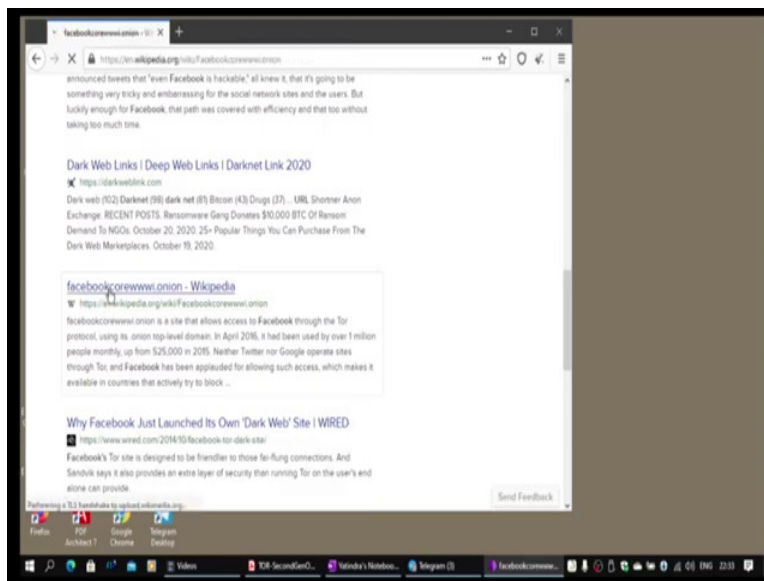 facebookcorewwwi.onion - Wi
https://en.wikipedia.org/wiki/Facebookcorewwwi.onion
announced tweets that "even Facebook is hackable," all knew it, that it's going to be
something very tricky and embarrassing for the social network sites and the users. But
luckily enough for Facebook, that path was covered with efficiency and that too without
taking too much time.
Dark Web Links | Deep Web Links | Darknet Link 2020
https://darkweblink.com
Dark web (102) Darknet (98) dark net (81) Bitcoin (43) Drugs (37) ... URL Shortner Anon
Exchange. RECENT POSTS. Ransomware Gang Donates $10,000 BTC Of Ransom
Demand To NGOs. October 20, 2020. 25+ Popular Things You Can Purchase From The
Dark Web Marketplaces. October 19, 2020.
facebookcorewwwi.onion - Wikipedia
https://en.wikipedia.org/wiki/Facebookcorewwwi.onion
facebookcorewwwi.onion is a site that allows access to Facebook through the Tor
protocol, using its .onion top-level domain. In April 2016, it had been used by over 1 million
people monthly, up from 525,000 in 2015. Neither Twitter nor Google operate sites
through Tor, and Facebook has been applauded for allowing such access, which makes it
available in countries that actively try to block ...
Why Facebook Just Launched Its Own 'Dark Web' Site | WIRED
https://www.wired.com/2014/10/facebook-tor-dark-site/
Facebook's Tor site is designed to be friendlier to those far-flung connections. And
Sandvik says it also provides an extra layer of security than running Tor on the user's end
alone can provide.
Send Feedback
Performing a TLS handshake to upload.wikimedia.org...
Firefox PDF Google Telegram
Architect 7 Chrome Desktop
Videos TOR-SecondGenO... Yatindra's Noteboo... Telegram (3) facebookcorewww... ENG 22:33